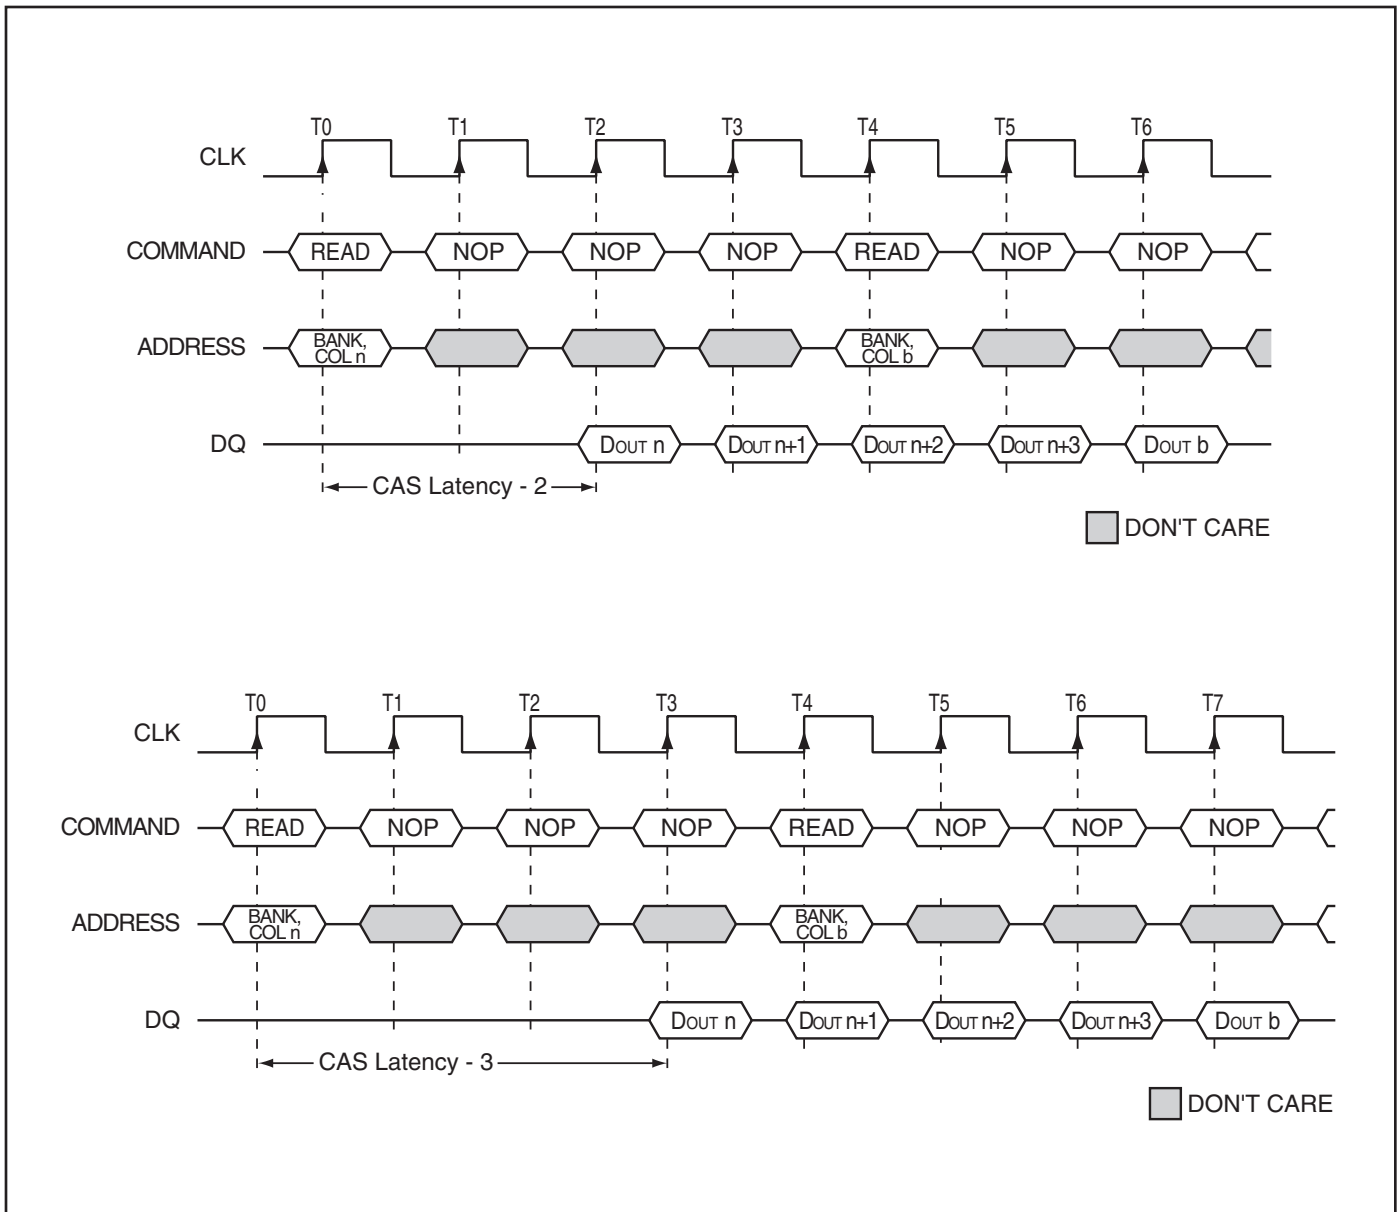 T0 T1 T2 T3 T4 T5 T6
CLK
COMMAND READ NOP NOP NOP READ NOP NOP
ADDRESS BANK, COL n BANK, COL b
DQ DOUT n DOUT n+1 DOUT n+2 DOUT n+3 DOUT b
CAS Latency - 2
DON'T CARE
T0 T1 T2 T3 T4 T5 T6 T7
CLK
COMMAND READ NOP NOP NOP READ NOP NOP NOP
ADDRESS BANK, COL n BANK, COL b
DQ DOUT n DOUT n+1 DOUT n+2 DOUT n+3 DOUT b
CAS Latency - 3
DON'T CARE